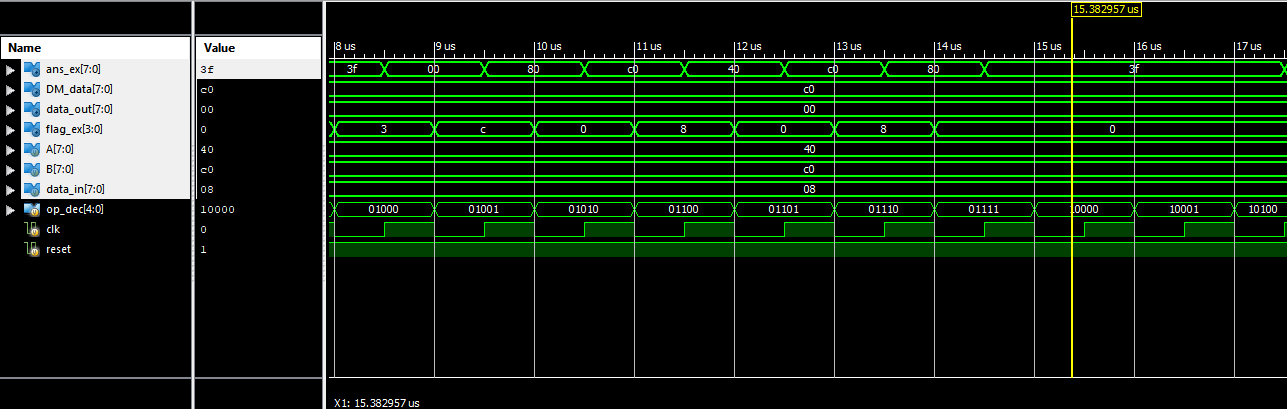 15.382957 us
Name Value 8 us 9 us 10 us 11 us 12 us 13 us 14 us 15 us 16 us 17 us
ans_ex[7:0] 3f 3f 00 80 c0 40 c0 80 3f
DM_data[7:0] c0 c0
data_out[7:0] 00 00
flag_ex[3:0] 0 3 c 0 8 0 8 0
A[7:0] 40 40
B[7:0] c0 c0
data_in[7:0] 08 08
op_dec[4:0] 10000 01000 01001 01010 01100 01101 01110 01111 10000 10001 10100
clk 0
reset 1
X1: 15.382957 us